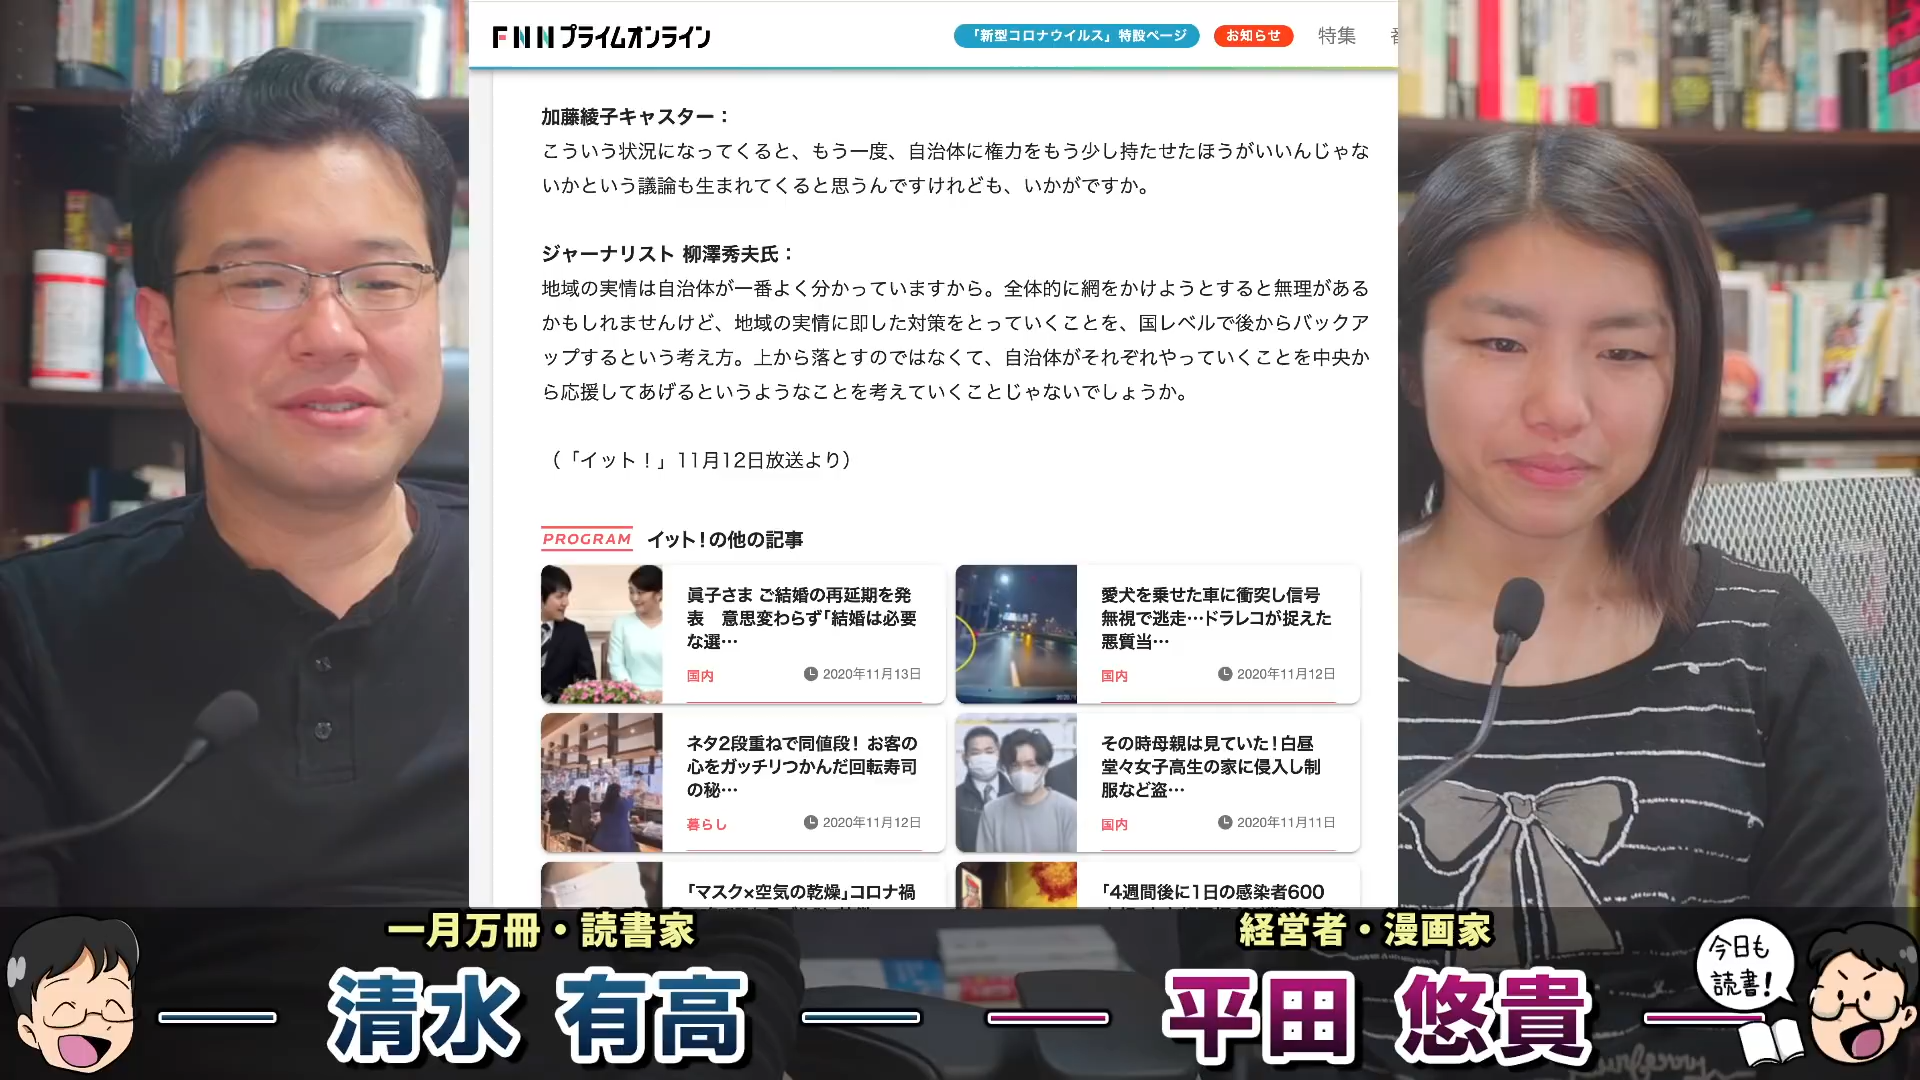 FNNプライムオンライン
「新型コロナウイルス」特設ページ
お知らせ
特集
加藤綾子キャスター：
こういう状況になってくると、もう一度、自治体に権力をもう少し持たせたほうがいいんじゃな
いかという議論も生まれてくると思うんですけれども、いかがですか。
ジャーナリスト 柳澤秀夫氏：
地域の実情は自治体が一番よく分かっていますから。全体的に網をかけようとすると無理がある
かもしれませんけど、地域の実情に即した対策をとっていくことを、国レベルで後からバックア
ップするという考え方。上から落とすのではなくて、自治体がそれぞれやっていくことを中央か
ら応援してあげるというようなことを考えていくことじゃないでしょうか。
（「イット！」11月12日放送より）
PROGRAM イット！の他の記事
眞子さま ご結婚の再延期を発
表　意思変わらず「結婚は必要
な選…
国内 2020年11月13日
愛犬を乗せた車に衝突し信号
無視で逃走…ドラレコが捉えた
悪質当…
国内 2020年11月12日
ネタ2段重ねで同値段！ お客の
心をガッチリつかんだ回転寿司
の秘…
暮らし 2020年11月12日
その時母親は見ていた！白昼
堂々女子高生の家に侵入し制
服など盗…
国内 2020年11月11日
「マスク×空気の乾燥」コロナ禍
「4週間後に1日の感染者600
一月万冊・読書家
清水 有高
経営者・漫画家
平田 悠貴
今日も
読書！